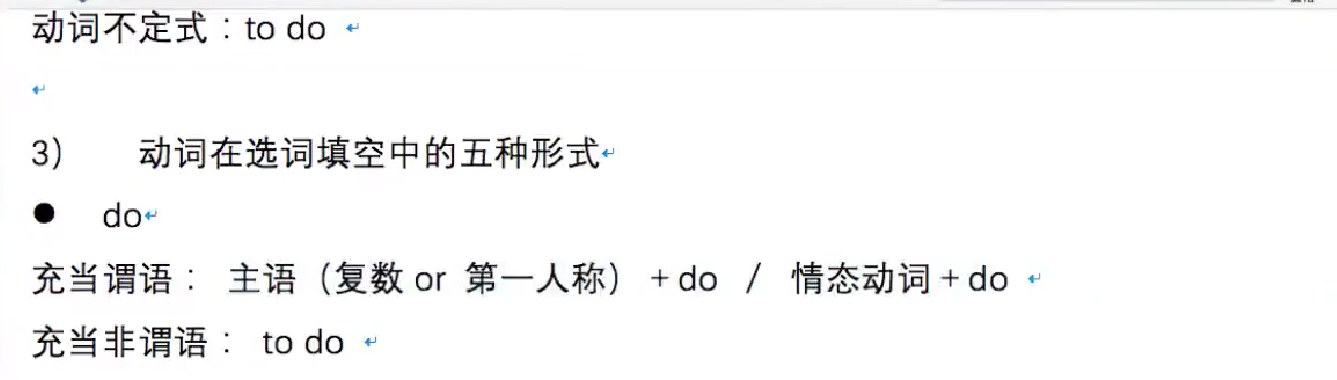 动词不定式：to do
3） 动词在选词填空中的五种形式
● do
充当谓语： 主语（复数 or 第一人称）+ do / 情态动词 + do
充当非谓语： to do